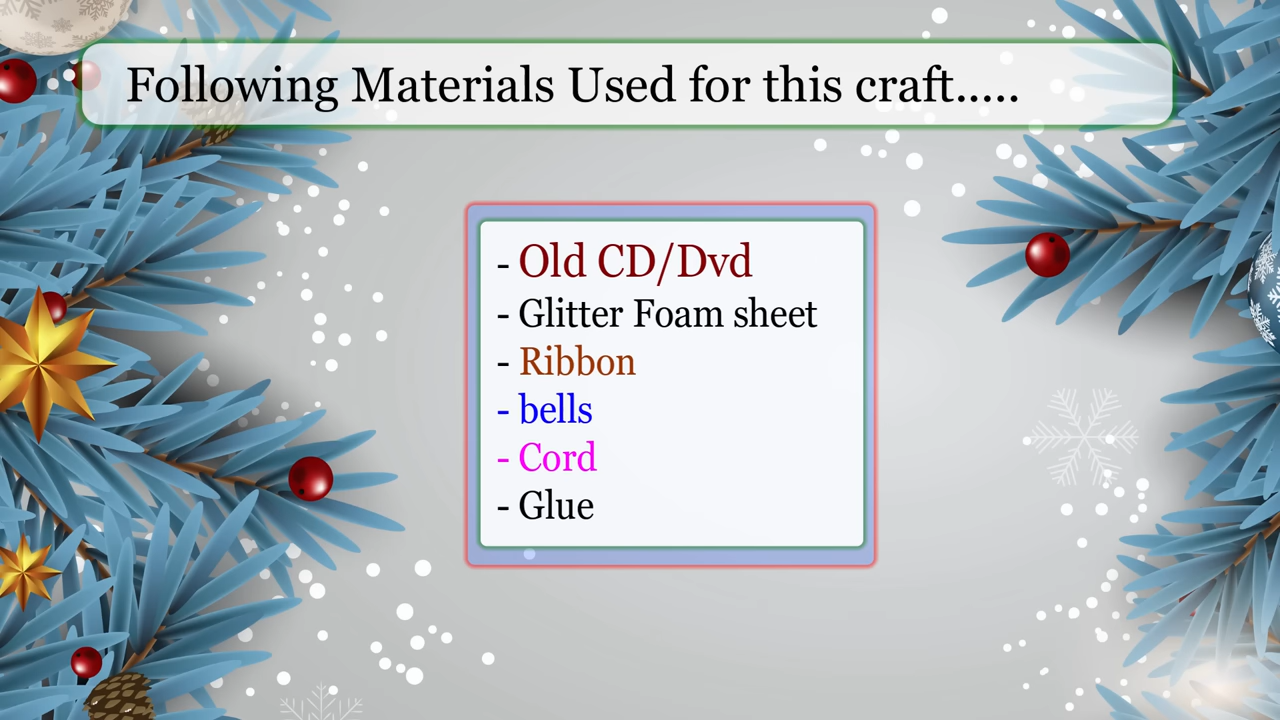 Following Materials Used for this craft.....
- Old CD/Dvd
- Glitter Foam sheet
- Ribbon
- bells
- Cord
- Glue